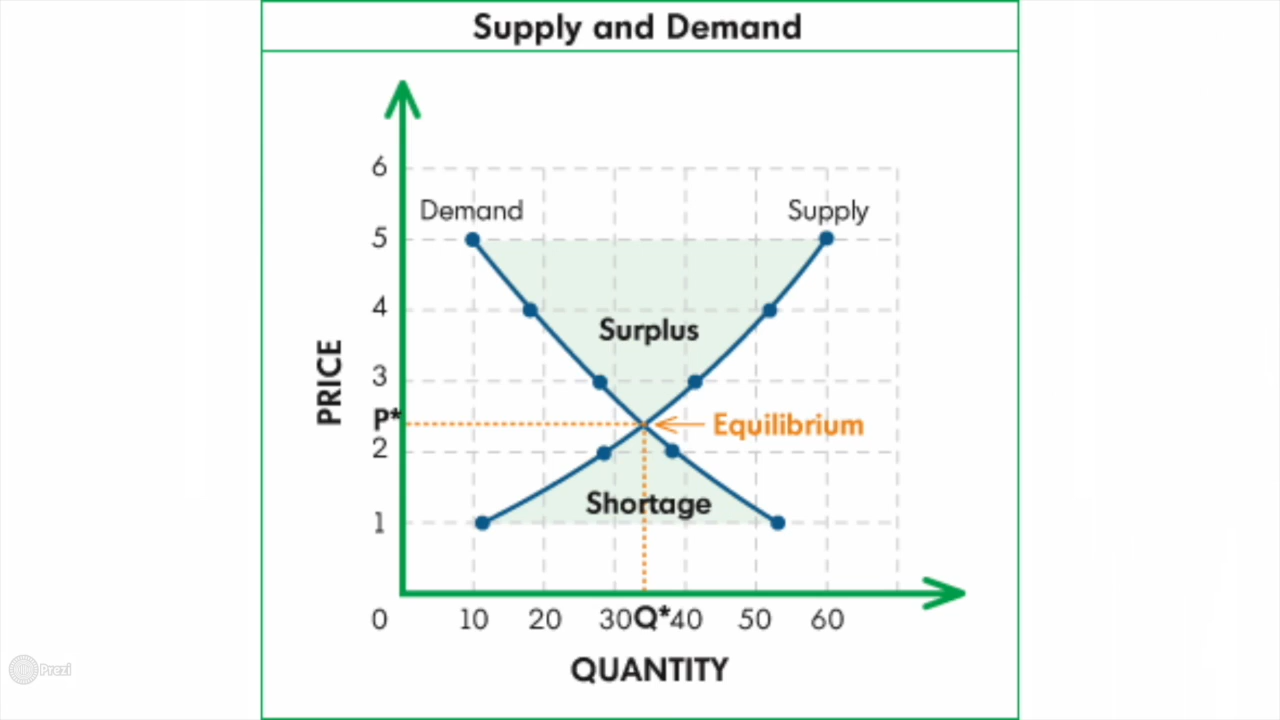 Supply and Demand
6
Demand
Supply
5
4
Surplus
PRICE
3
P*
Equilibrium
2
Shortage
1
0 10 20 30 Q* 40 50 60
QUANTITY
Prezi